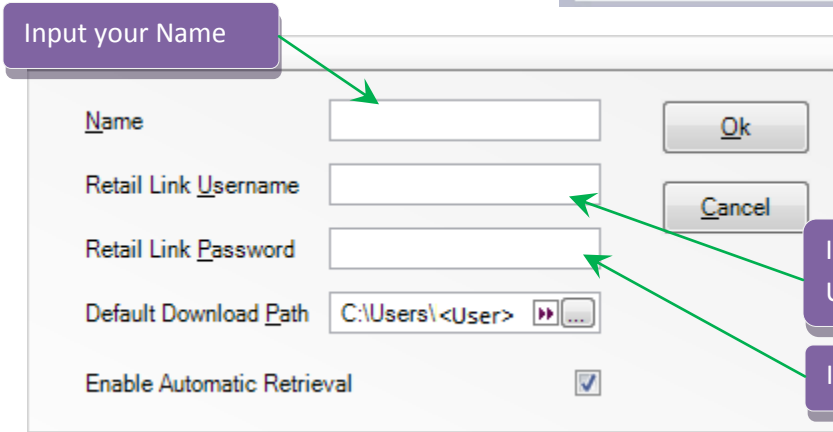 Input your Name
Name
Ok
Retail Link Username
Cancel
Retail Link Password
Default Download Path C:\Users\<User> ...
Enable Automatic Retrieval